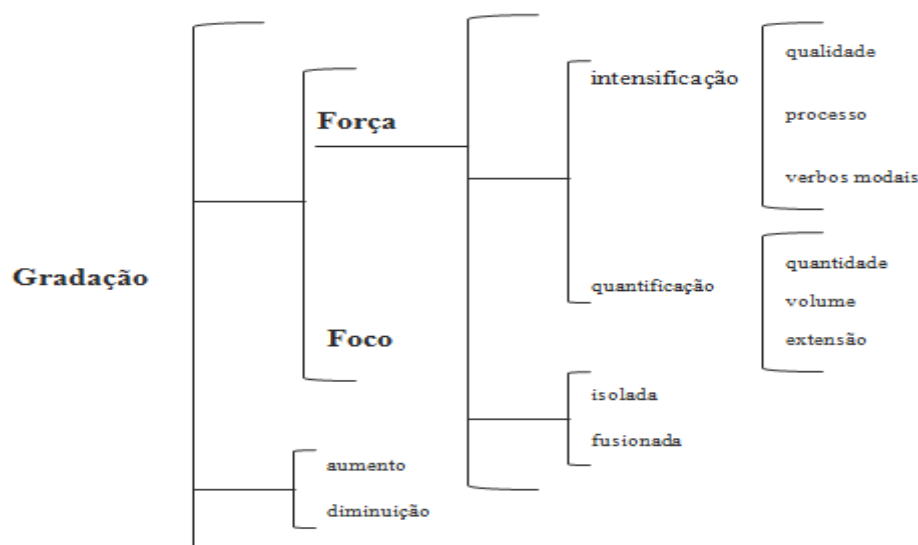 Gradação
Força
Foco
aumento
diminuição
intensificação
quantificação
isolada
fusionada
qualidade
processo
verbos modais
quantidade
volume
extensão